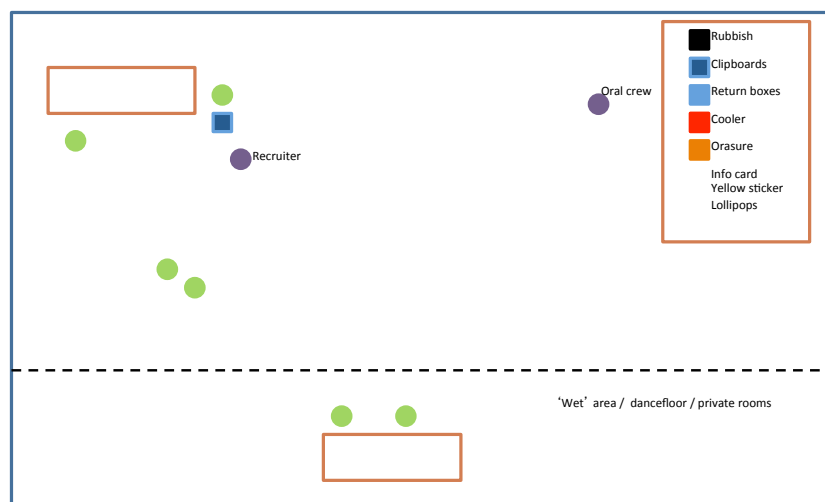 Rubbish
Clipboards
Oral crew
Return boxes
Cooler
Orasure
Recruiter
Info card
Yellow sticker
Lollipops
‘Wet’ area / dancefloor / private rooms